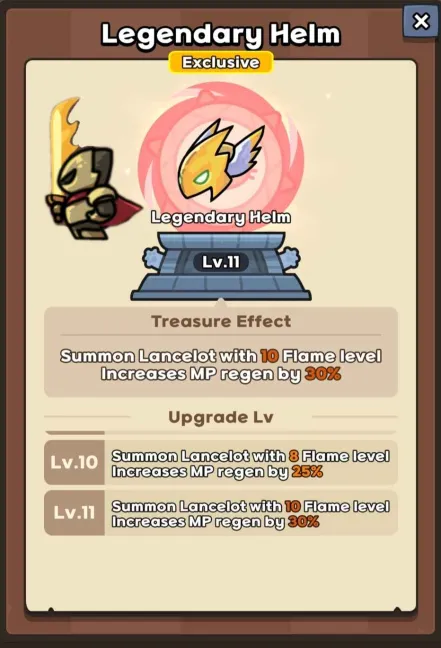 Legendary Helm
Exclusive
Legendary Helm
Lv.11
Treasure Effect
Summon Lancelot with 10 Flame level
Increases MP regen by 30%
Upgrade Lv
Lv.10
Summon Lancelot with 8 Flame level
Increases MP regen by 25%
Lv.11
Summon Lancelot with 10 Flame level
Increases MP regen by 30%